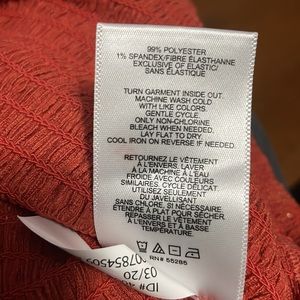 99% POLYESTER
1% SPANDEX/FIBRE ÉLASTHANNE
EXCLUSIVE OF ELASTIC/
SANS ÉLASTIQUE
TURN GARMENT INSIDE OUT.
MACHINE WASH COLD
WITH LIKE COLORS,
GENTLE CYCLE.
ONLY NON-CHLORINE
BLEACH WHEN NEEDED.
LAY FLAT TO DRY.
COOL IRON ON REVERSE IF NEEDED.
RETOURNEZ LE VÊTEMENT
À L'ENVERS. LAVER
À LA MACHINE À L'EAU
FROIDE AVEC COULEURS
SIMILAIRES. CYCLE DÉLICAT
UTILISEZ SEULEMENT
DU JAVELLISANT
SANS CHLORE SI NÉCESSAIRE
ÉTENDRE À PLAT POUR SÉCHER
REPASSER LE VÊTEMENT
À L'ENVERS ET À BASSE
TEMPÉRATURE.
RN# 55285
ID#
03/20